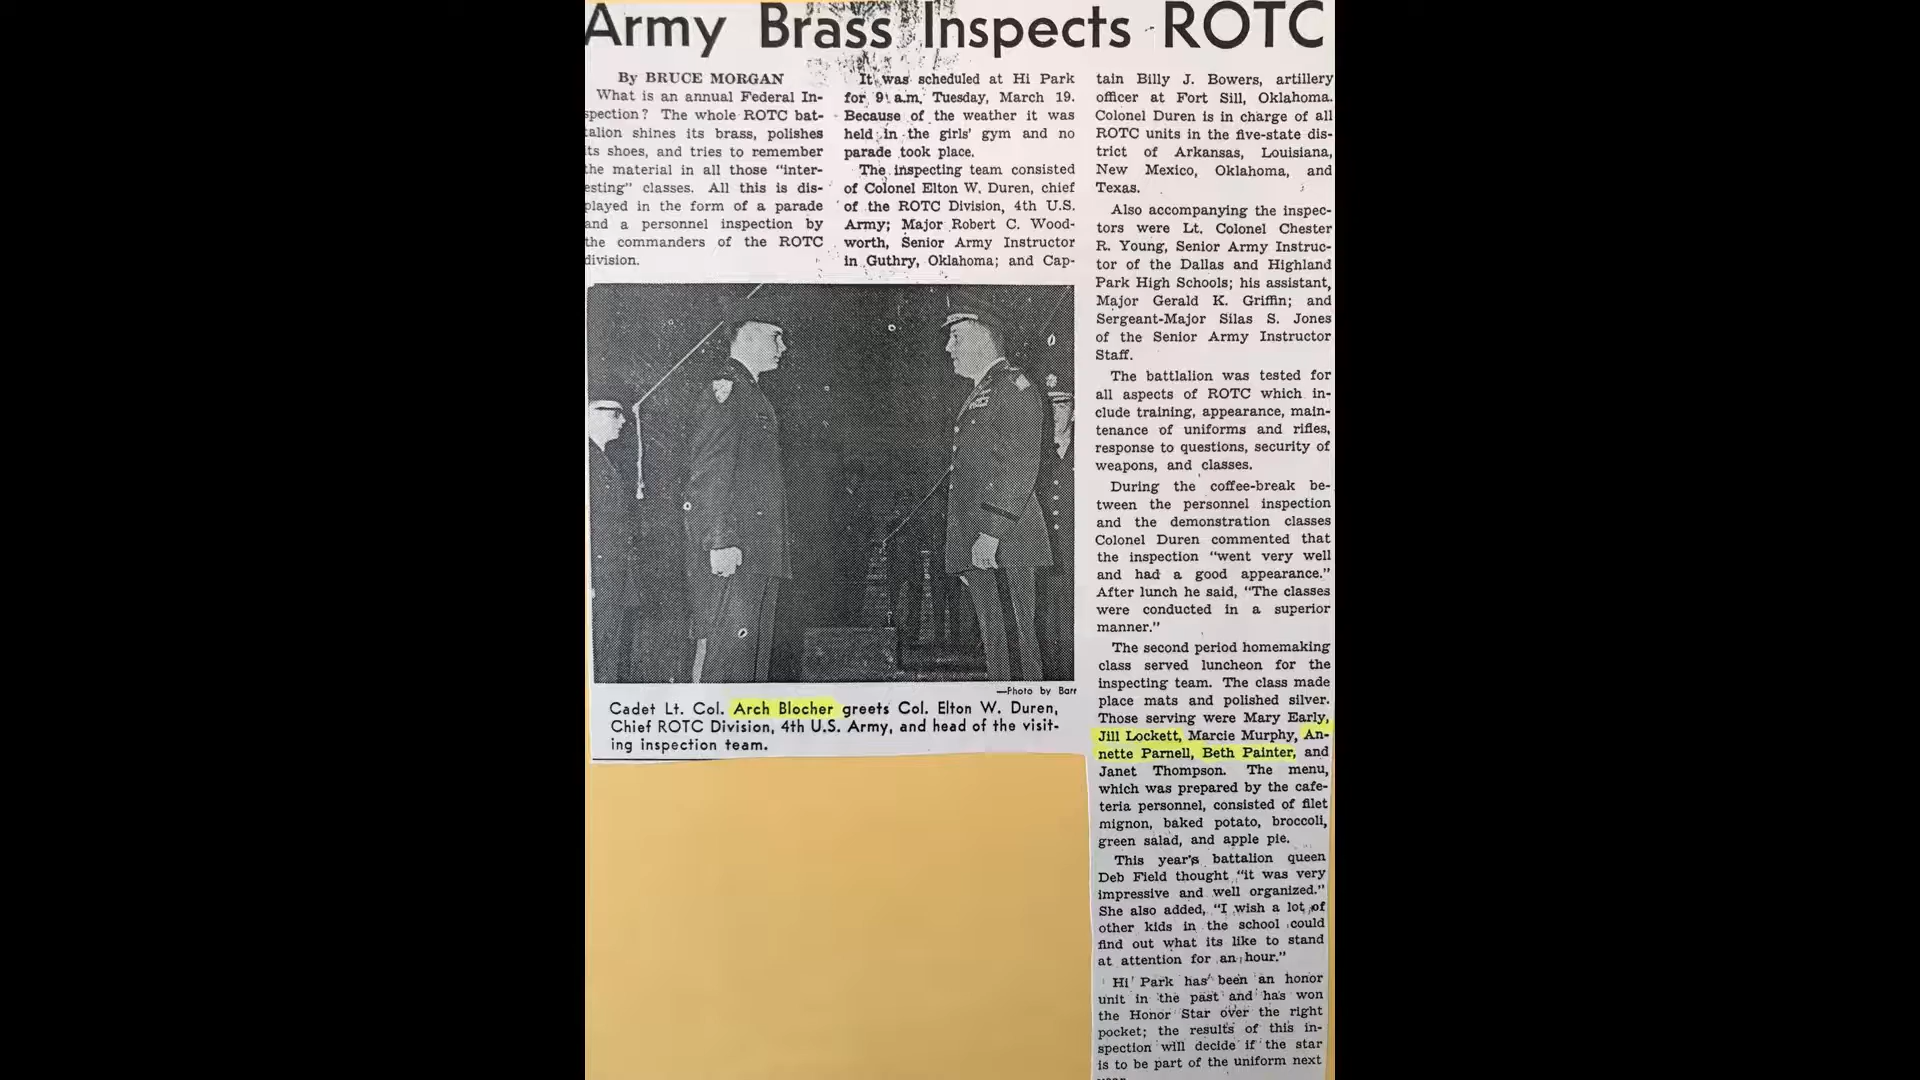 Army Brass Inspects ROTC
By BRUCE MORGAN
What is an annual Federal In-
spection? The whole ROTC bat-
talion shines its brass, polishes
its shoes, and tries to remember
the material in all those "inter-
esting" classes. All this is dis-
played in the form of a parade
and a personnel inspection by
the commanders of the ROTC
division.
It was scheduled at Hi Park
for 9 a.m. Tuesday, March 19.
Because of the weather it was
held in the girls' gym and no
parade took place.
The inspecting team consisted
of Colonel Elton W. Duren, chief
of the ROTC Division, 4th U.S.
Army; Major Robert C. Wood-
worth, Senior Army Instructor
in Guthry, Oklahoma; and Cap-
tain Billy J. Bowers, artillery
officer at Fort Sill, Oklahoma.
Colonel Duren is in charge of all
ROTC units in the five-state dis-
trict of Arkansas, Louisiana,
New Mexico, Oklahoma, and
Texas.
Also accompanying the inspec-
tors were Lt. Colonel Chester
R. Young, Senior Army Instruc-
tor of the Dallas and Highland
Park High Schools; his assistant,
Major Gerald K. Griffin; and
Sergeant-Major Silas S. Jones
of the Senior Army Instructor
Staff.
The battlalion was tested for
all aspects of ROTC which in-
clude training, appearance, main-
tenance of uniforms and rifles,
response to questions, security of
weapons, and classes.
During the coffee-break be-
tween the personnel inspection
and the demonstration classes
Colonel Duren commented that
the inspection "went very well
and had a good appearance."
After lunch he said, "The classes
were conducted in a superior
manner."
The second period homemaking
class served luncheon for the
inspecting team. The class made
place mats and polished silver.
Those serving were Mary Early,
Jill Lockett, Marcie Murphy, An-
nette Parnell, Beth Painter, and
Janet Thompson. The menu,
which was prepared by the cafe-
teria personnel, consisted of filet
mignon, baked potato, broccoli,
green salad, and apple pie.
This year's battalion queen
Deb Field thought "it was very
impressive and well organized."
She also added, "I wish a lot of
other kids in the school could
find out what its like to stand
at attention for an hour."
Hi Park has been an honor
unit in the past and has won
the Honor Star over the right
pocket; the results of this in-
spection will decide if the star
is to be part of the uniform next
—Photo by Barr
Cadet Lt. Col. Arch Blocher greets Col. Elton W. Duren,
Chief ROTC Division, 4th U.S. Army, and head of the visit-
ing inspection team.